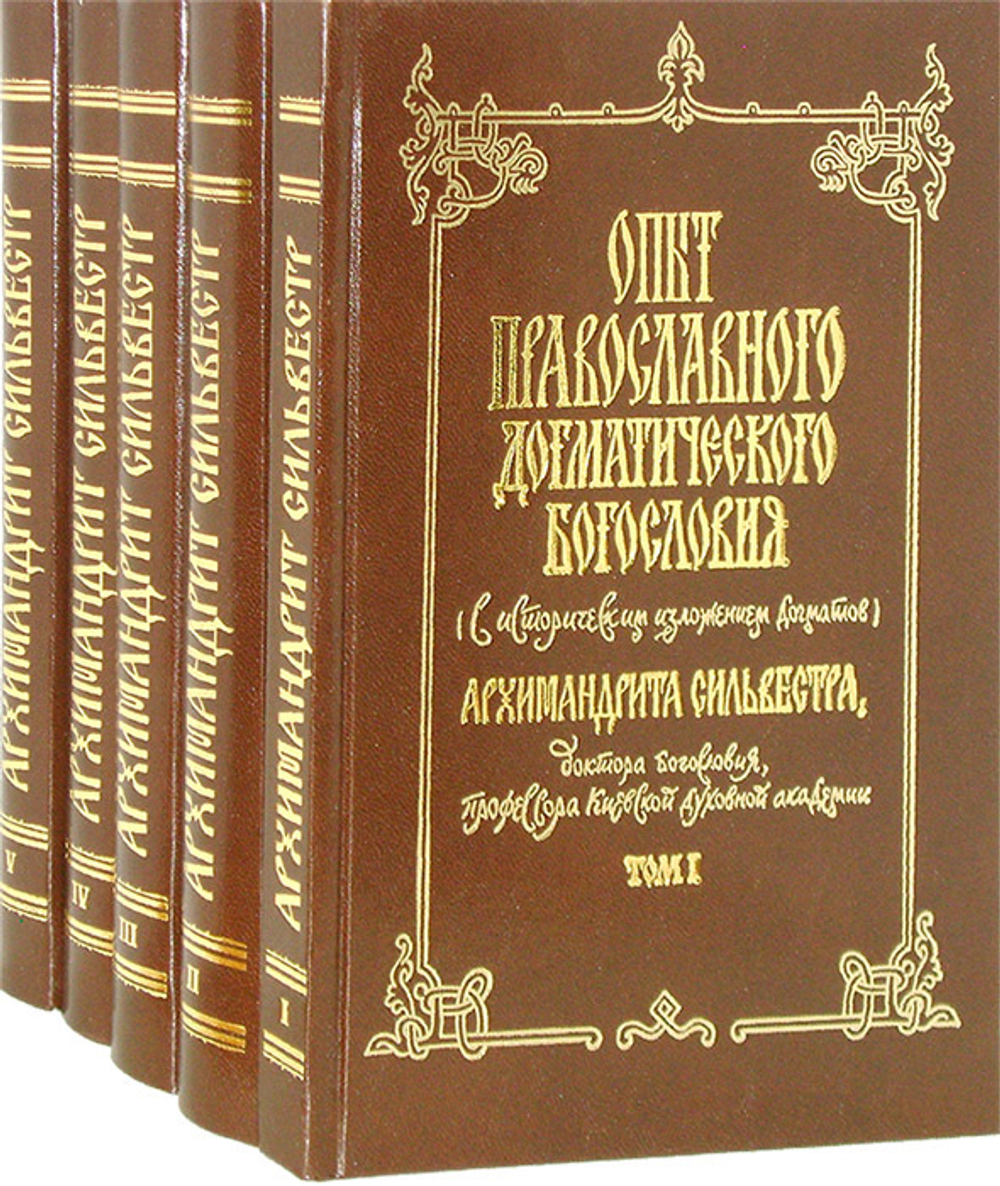 ОПЫТ
ПРАВОСЛАВНОГО
ДОГМАТИЧЕСКОГО
БОГОСЛОВИЯ
(с историческим изложением догматов)
АРХИМАНДРИТА СИЛЬВЕСТРА,
доктора богословия,
профессора Киевской духовной академии
ТОМ I
АРХИМАНДРИТ СИЛЬВЕСТР
I
АРХИМАНДРИТ СИЛЬВЕСТР
II
АРХИМАНДРИТ СИЛЬВЕСТР
III
АРХИМАНДРИТ СИЛЬВЕСТР
IV
АРХИМАНДРИТ СИЛЬВЕСТР
V